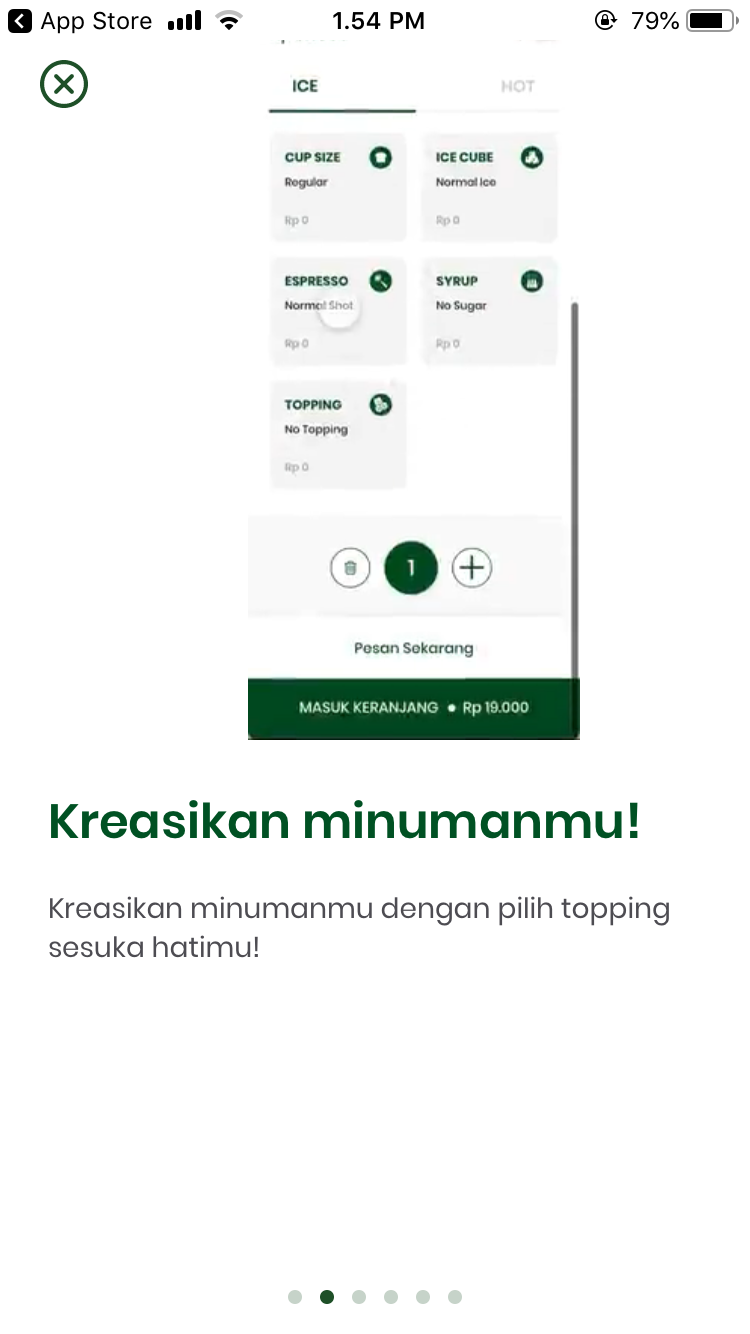 App Store 1.54 PM 79%
ICE HOT
CUP SIZE ICE CUBE
Regular Normal Ice
Rp 0 Rp 0
ESPRESSO SYRUP
Normal Shot No Sugar
Rp 0 Rp 0
TOPPING
No Topping
Rp 0
1
Pesan Sekarang
MASUK KERANJANG ● Rp 19.000
Kreasikan minumanmu!
Kreasikan minumanmu dengan pilih topping
sesuka hatimu!